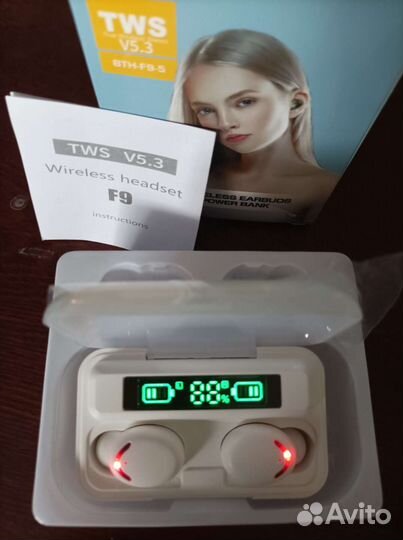 TWS
V5.3
BTH-F9-5
TWS V5.3
Wireless headset
F9
instructions
LESS EARBUDS
POWER BANK
88%
Avito